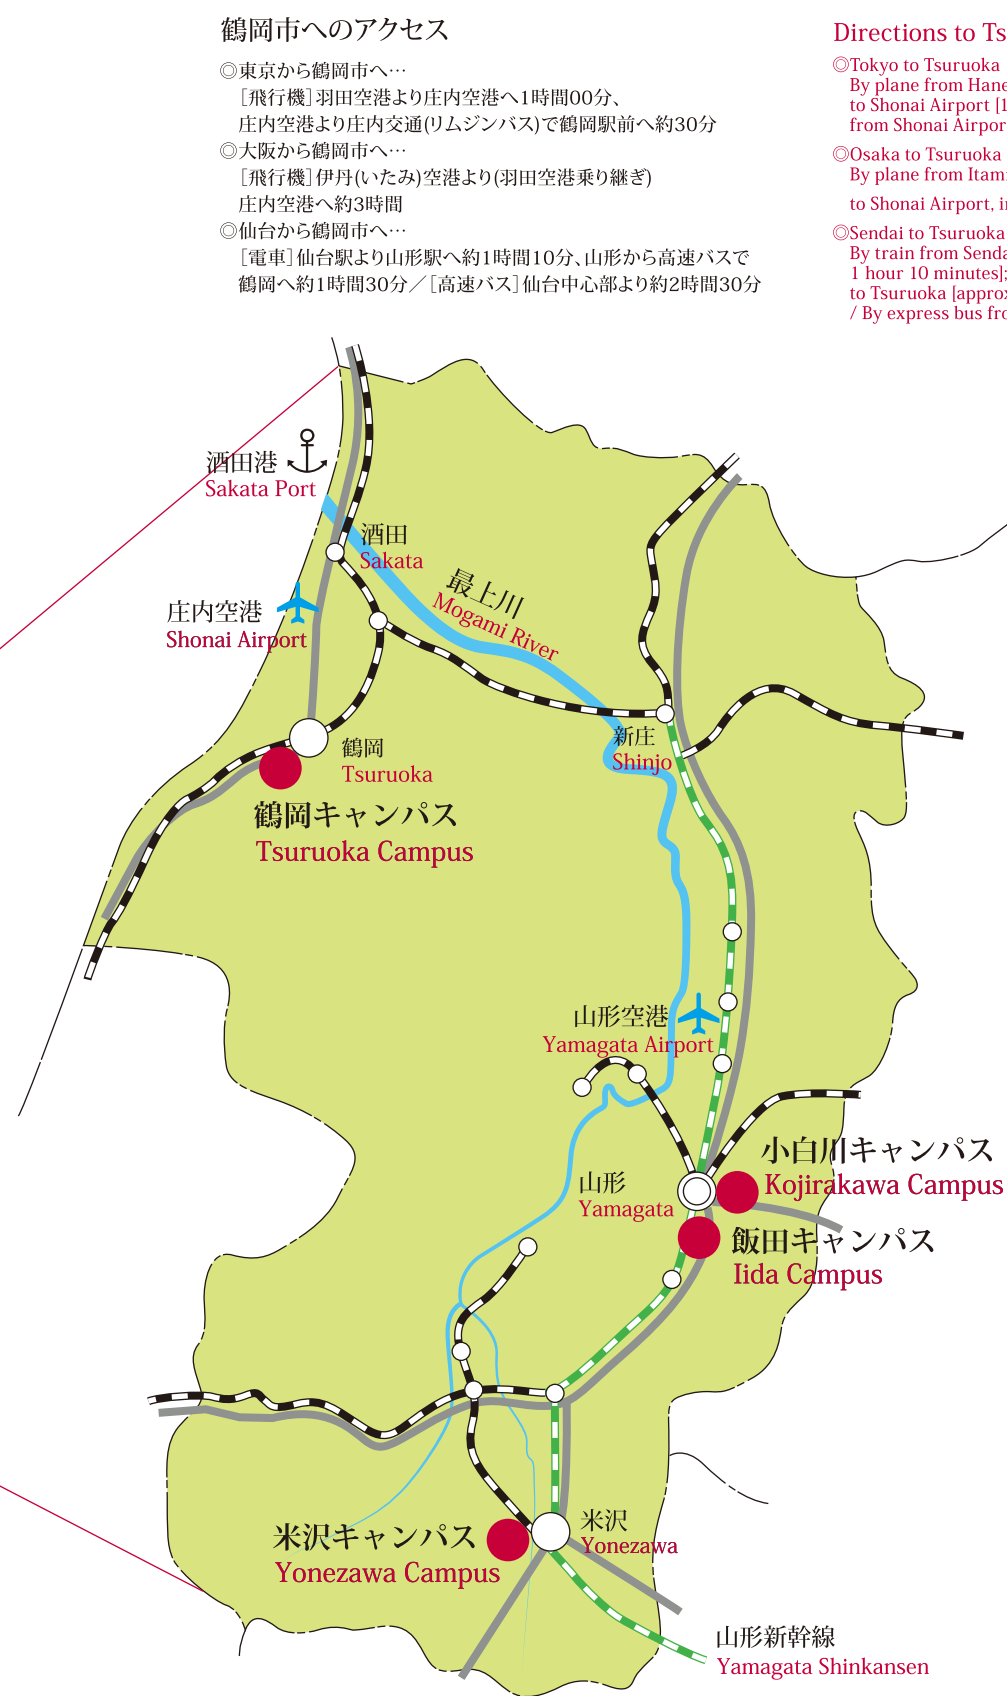 鶴岡市へのアクセス
◎東京から鶴岡市へ…
［飛行機］羽田空港より庄内空港へ1時間00分、
庄内空港より庄内交通(リムジンバス)で鶴岡駅前へ約30分
◎大阪から鶴岡市へ…
［飛行機］伊丹(いたみ)空港より(羽田空港乗り継ぎ)
庄内空港へ約3時間
◎仙台から鶴岡市へ…
［電車］仙台駅より山形駅へ約1時間10分、山形から高速バスで
鶴岡へ約1時間30分／［高速バス］仙台中心部より約2時間30分
Directions to
◎Tokyo to Tsuruoka
By plane from
to Shonai Airport
from Shonai
◎Osaka to Tsuruoka
By plane from
to Shonai Airport,
◎Sendai to Tsuruoka
By train from
1 hour 10 minutes];
to Tsuruoka
/ By express bus
酒田港
Sakata Port
酒田
Sakata
最上川
Mogami River
庄内空港
Shonai Airport
新庄
Shinjo
鶴岡
Tsuruoka
鶴岡キャンパス
Tsuruoka Campus
山形空港
Yamagata Airport
小白川キャンパス
Kojirakawa Campus
山形
Yamagata
飯田キャンパス
Iida Campus
米沢キャンパス
Yonezawa Campus
米沢
Yonezawa
山形新幹線
Yamagata Shinkansen